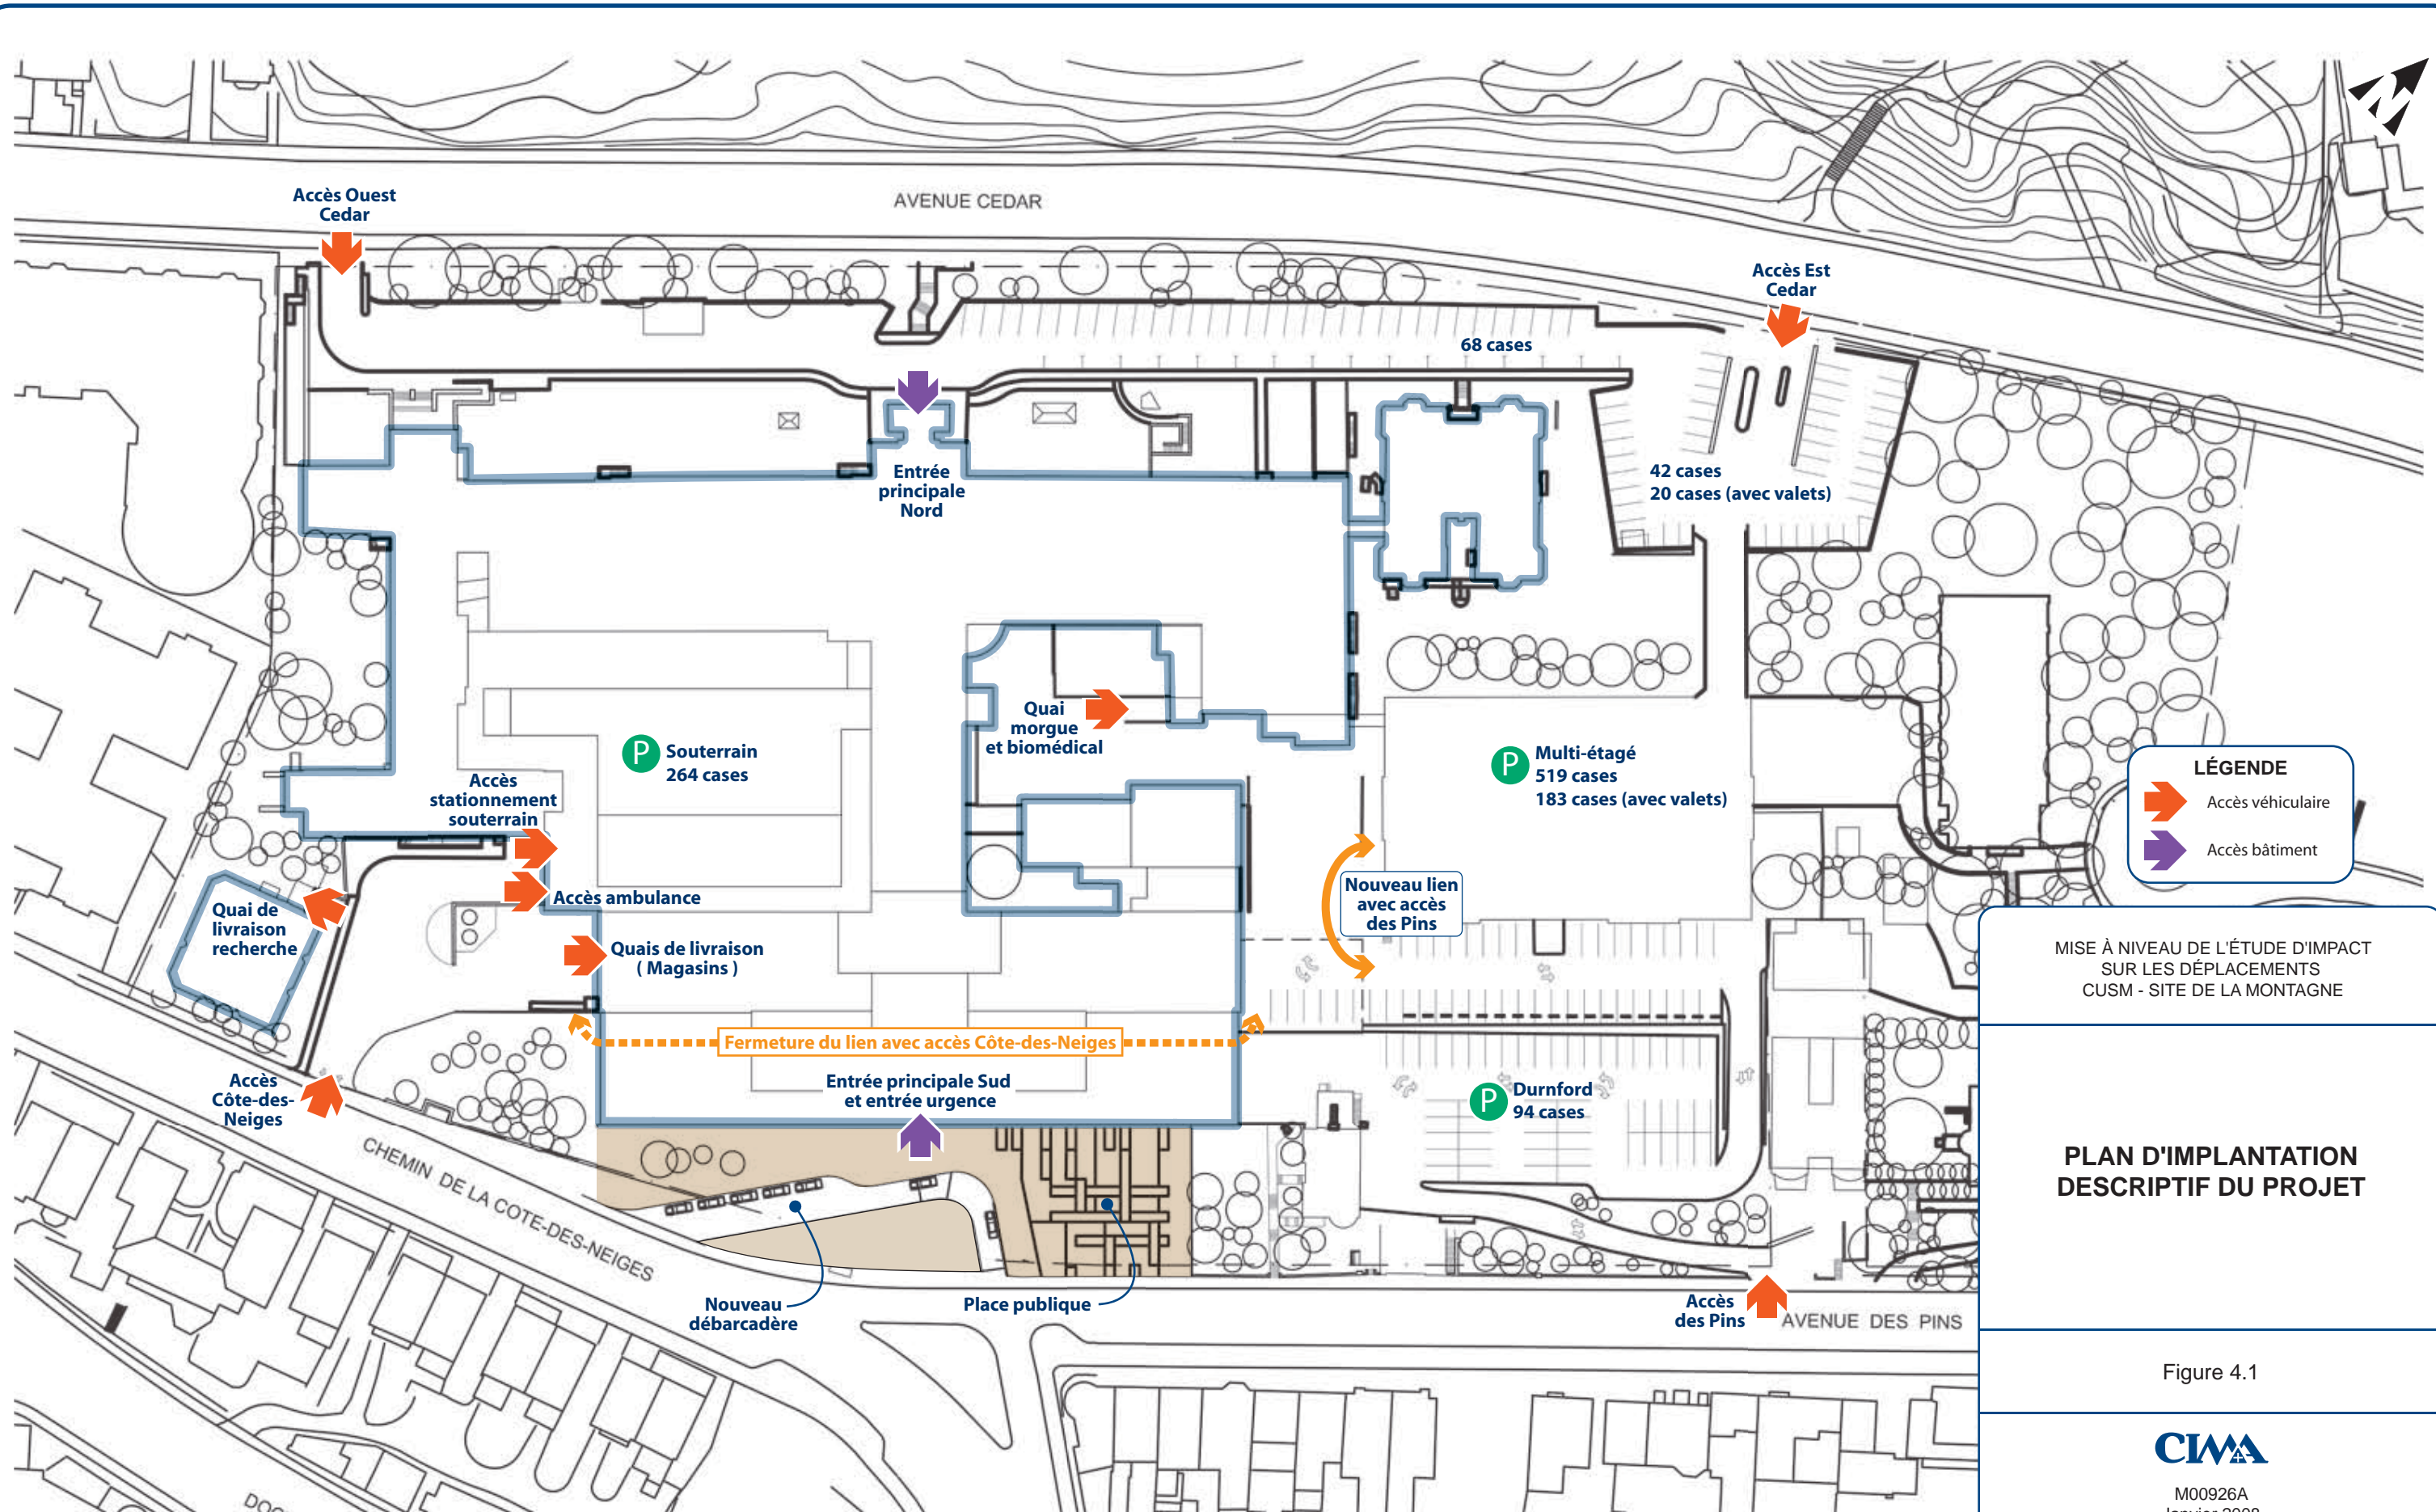 AVENUE CEDAR
Accès Ouest
Cedar
Accès Est
Cedar
68 cases
42 cases
20 cases (avec valets)
Entrée
principale
Nord
Quai
morgue
et biomédical
P Souterrain
264 cases
P Multi-étagé
519 cases
183 cases (avec valets)
Accès
stationnement
souterrain
Accès ambulance
Quai de
livraison
recherche
Quais de livraison
( Magasins )
Nouveau lien
avec accès
des Pins
Fermeture du lien avec accès Côte-des-Neiges
Entrée principale Sud
et entrée urgence
P Durnford
94 cases
Accès
Côte-des-
Neiges
CHEMIN DE LA COTE-DES-NEIGES
Nouveau
débarcadère
Place publique
Accès
des Pins
AVENUE DES PINS
LÉGENDE
Accès véhiculaire
Accès bâtiment
MISE À NIVEAU DE L'ÉTUDE D'IMPACT
SUR LES DÉPLACEMENTS
CUSM - SITE DE LA MONTAGNE
PLAN D'IMPLANTATION
DESCRIPTIF DU PROJET
Figure 4.1
CIMA+
M00926A
Janvier 2008